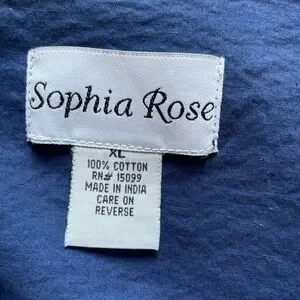 Sophia Rose
XL
100% COTTON
RN# 15099
MADE IN INDIA
CARE ON
REVERSE